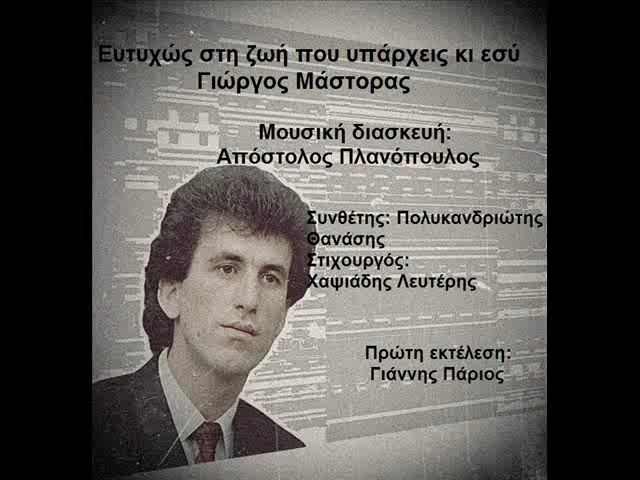 Ευτυχώς στη ζωή που υπάρχεις κι εσύ
Γιώργος Μάστορας
Μουσική διασκευή:
Απόστολος Πλανόπουλος
Συνθέτης: Πολυκανδριώτης
Θανάσης
Στιχουργός:
Χαψιάδης Λευτέρης
Πρώτη εκτέλεση:
Γιάννης Πάριος